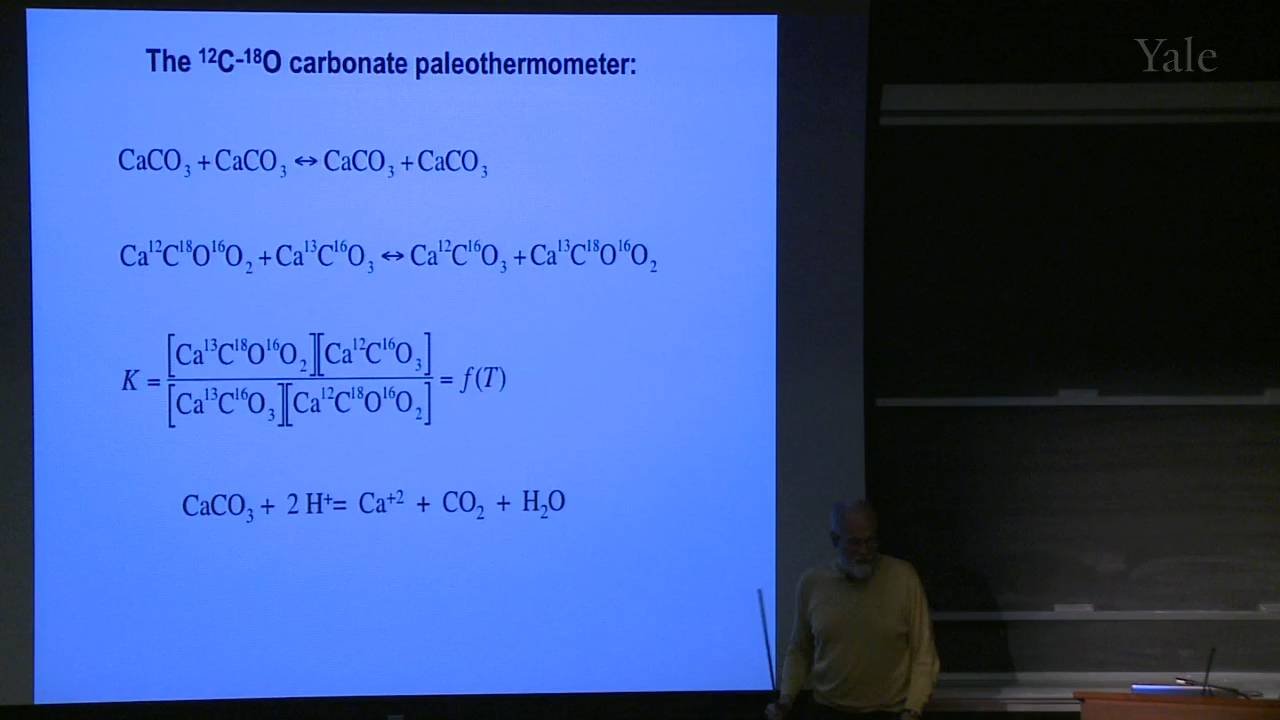 Yale
The ¹²C-¹⁸O carbonate paleothermometer:
CaCO₃ + CaCO₃ ↔ CaCO₃ + CaCO₃
Ca¹²C¹⁸O¹⁶O₂ + Ca¹³C¹⁶O₃ ↔ Ca¹²C¹⁶O₃ + Ca¹³C¹⁸O¹⁶O₂
K = [Ca¹³C¹⁸O¹⁶O₂][Ca¹²C¹⁶O₃] / [Ca¹³C¹⁶O₃][Ca¹²C¹⁸O¹⁶O₂] = f(T)
CaCO₃ + 2 H⁺= Ca⁺² + CO₂ + H₂O